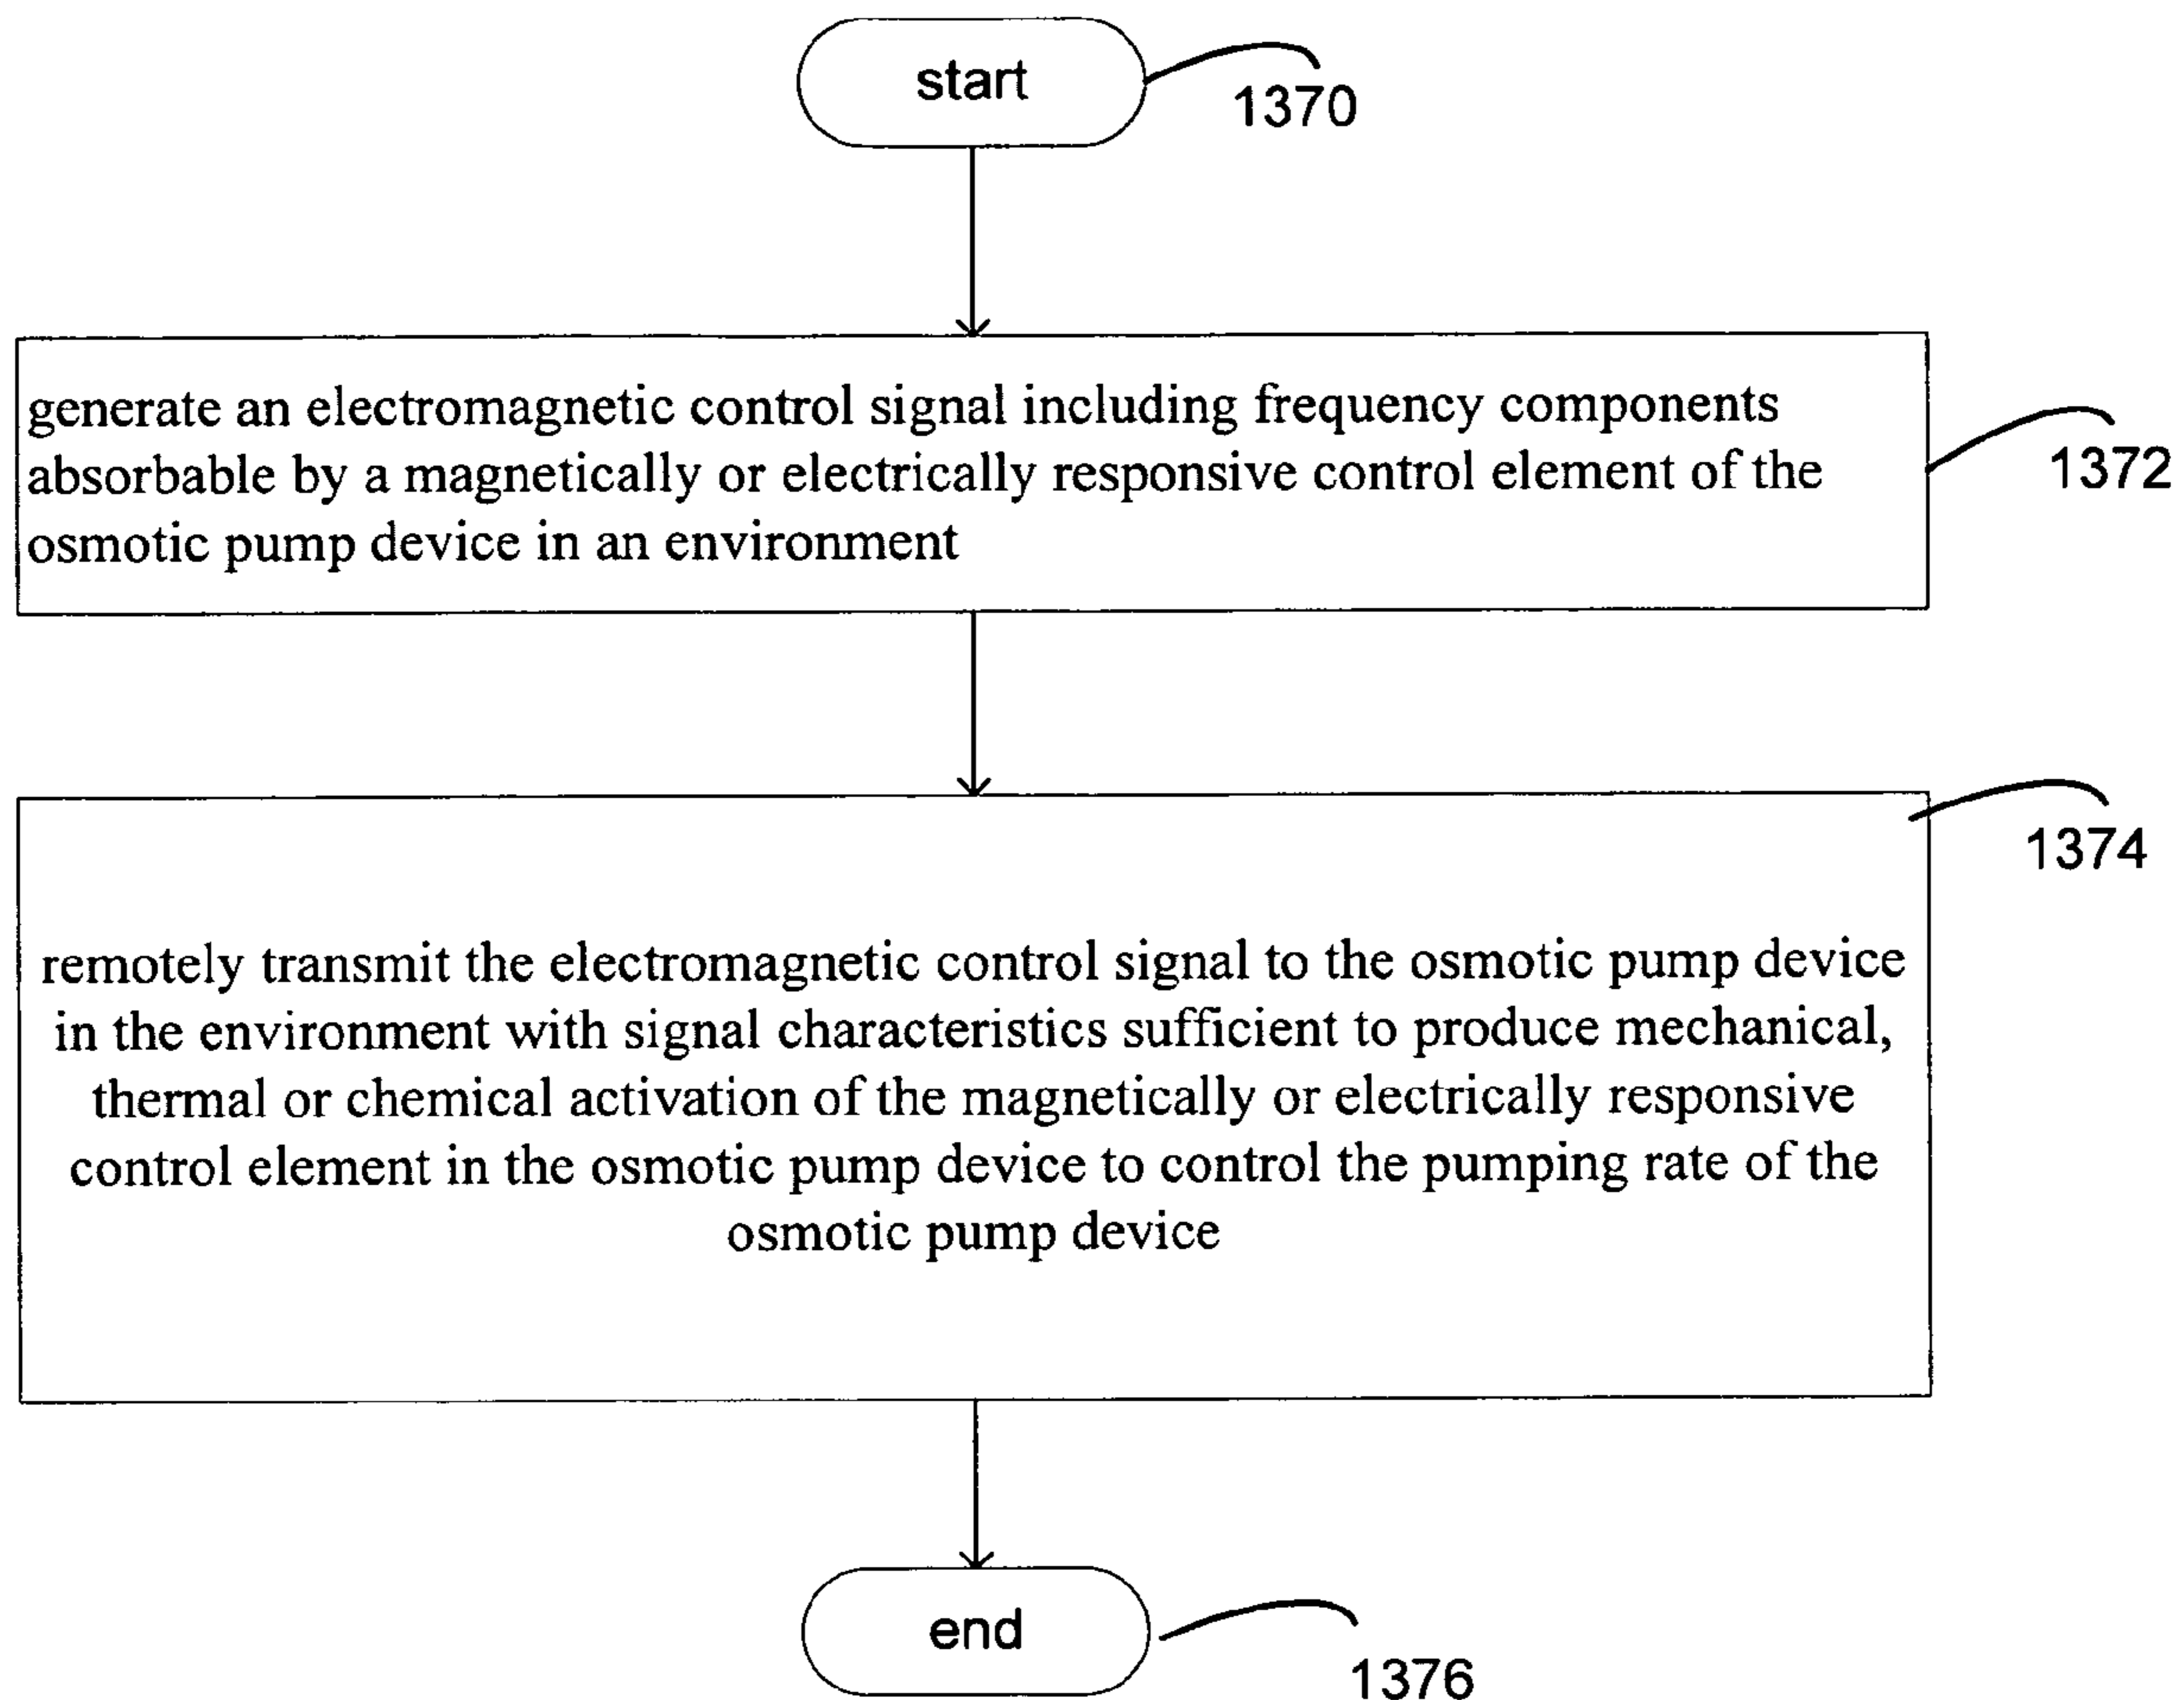 start
1370
generate an electromagnetic control signal including frequency components
absorbable by a magnetically or electrically responsive control element of the
osmotic pump device in an environment
1372
1374
remotely transmit the electromagnetic control signal to the osmotic pump device
in the environment with signal characteristics sufficient to produce mechanical,
thermal or chemical activation of the magnetically or electrically responsive
control element in the osmotic pump device to control the pumping rate of the
osmotic pump device
end
1376